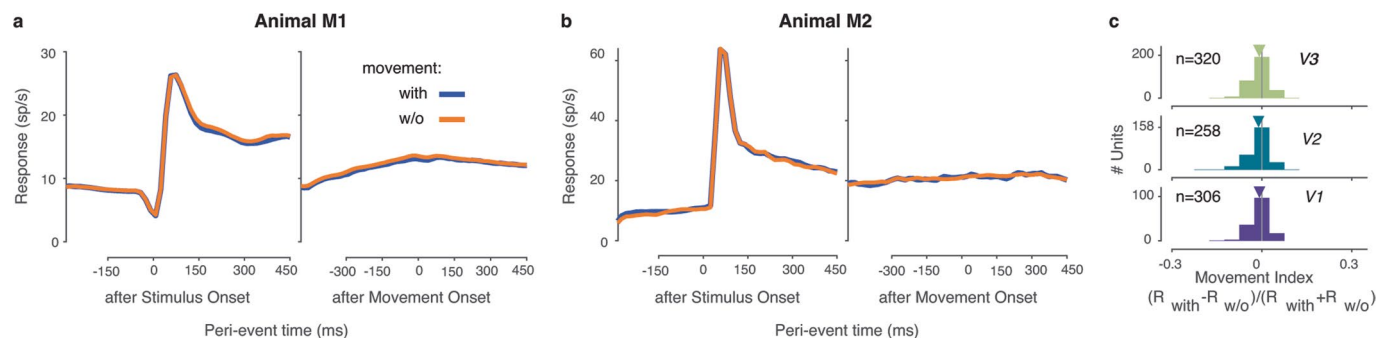 a
Animal M1
Response (sp/s)
30
20
10
0
movement:
with
w/o
-150 0 150 300 450
-300 -150 0 150 300 450
after Stimulus Onset
after Movement Onset
Peri-event time (ms)
b
Animal M2
Response (sp/s)
60
40
20
0
-150 0 150 300 450
-300 -150 0 150 300 450
after Stimulus Onset
after Movement Onset
Peri-event time (ms)
c
# Units
200
0
n=320
V3
158
0
n=258
V2
100
0
n=306
V1
-0.3 0 0.3
Movement Index
(R with-R w/o)/(R with+R w/o)